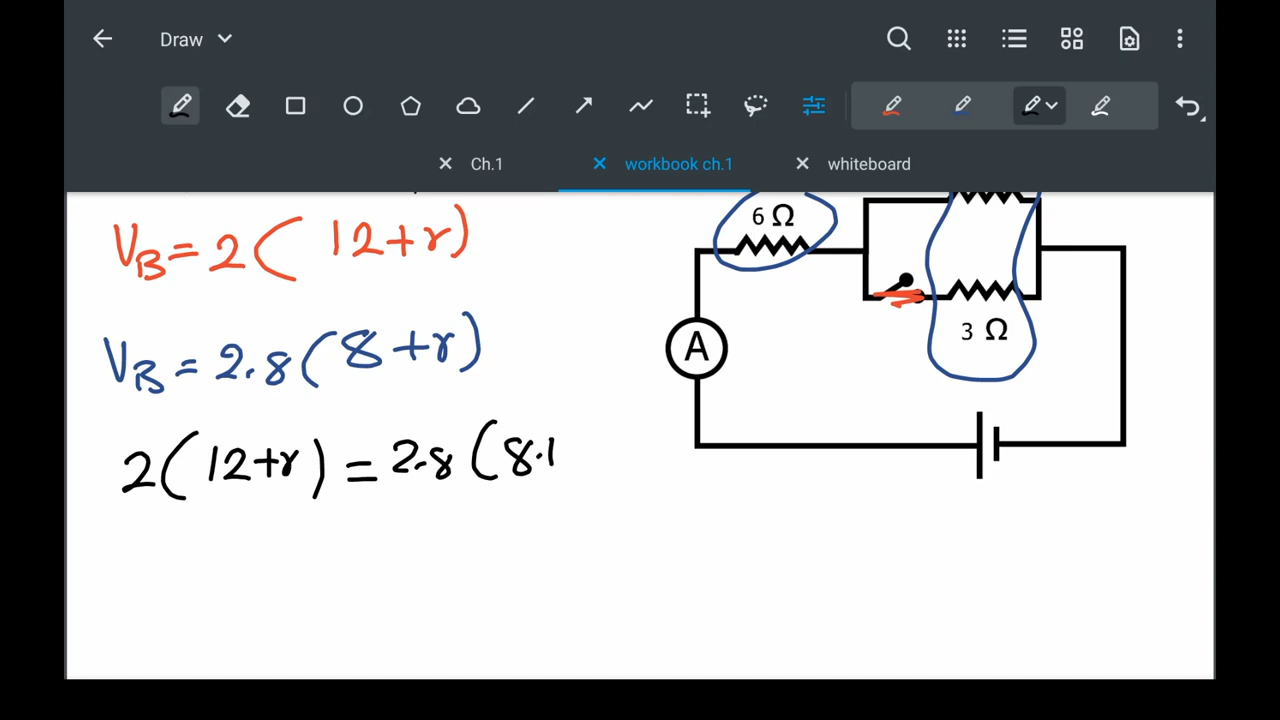 Draw
Ch.1
workbook ch.1
whiteboard
V_B = 2 ( 12+r)
V_B = 2.8 ( 8 +r)
2 ( 12+r ) = 2.8 ( 8.1
6 Ω
3 Ω
A